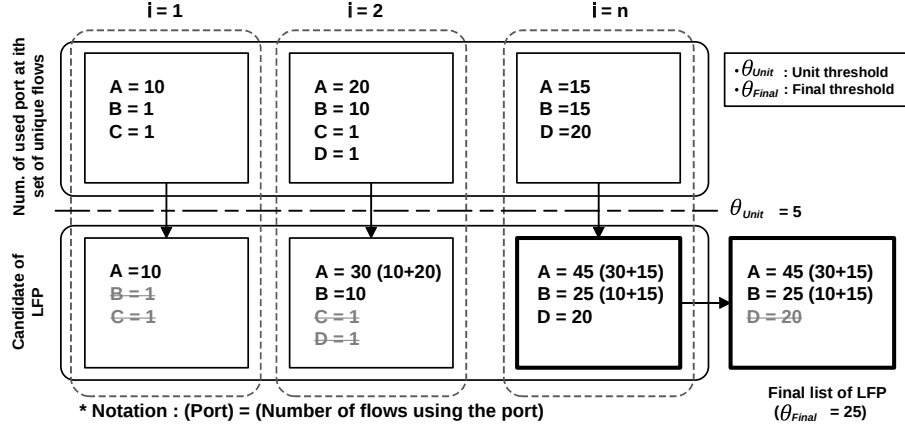 i = 1
i = 2
i = n
Num. of used port at ith
set of unique flows
A = 10
B = 1
C = 1
A = 20
B = 10
C = 1
D = 1
A =15
B =15
D =20
·θUnit : Unit threshold
·θFinal : Final threshold
θUnit = 5
Candidate of
LFP
A =10
B = 1
C = 1
A = 30 (10+20)
B =10
C = 1
D = 1
A = 45 (30+15)
B = 25 (10+15)
D = 20
A = 45 (30+15)
B = 25 (10+15)
D = 20
* Notation : (Port) = (Number of flows using the port)
Final list of LFP
(θFinal = 25)